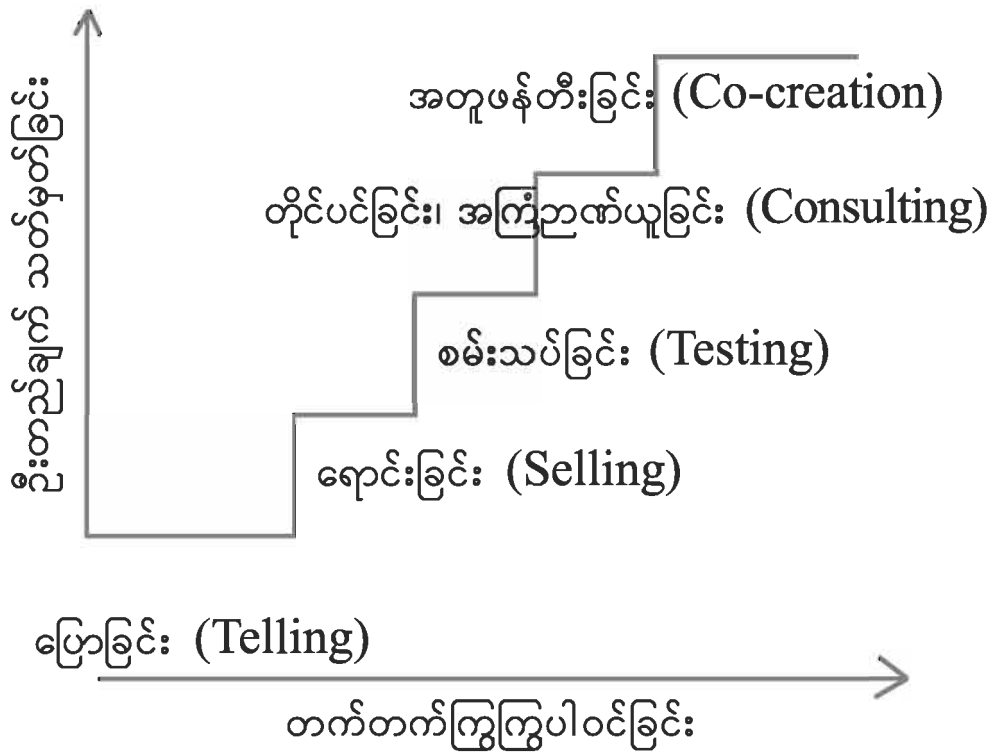 ဦးတည်ချက် သတ်မှတ်ခြင်း
အတူဖန်တီးခြင်း (Co-creation)
တိုင်ပင်ခြင်း၊ အကြံဉာဏ်ယူခြင်း (Consulting)
စမ်းသပ်ခြင်း (Testing)
ရောင်းခြင်း (Selling)
ပြောခြင်း (Telling)
တက်တက်ကြွကြွပါဝင်ခြင်း